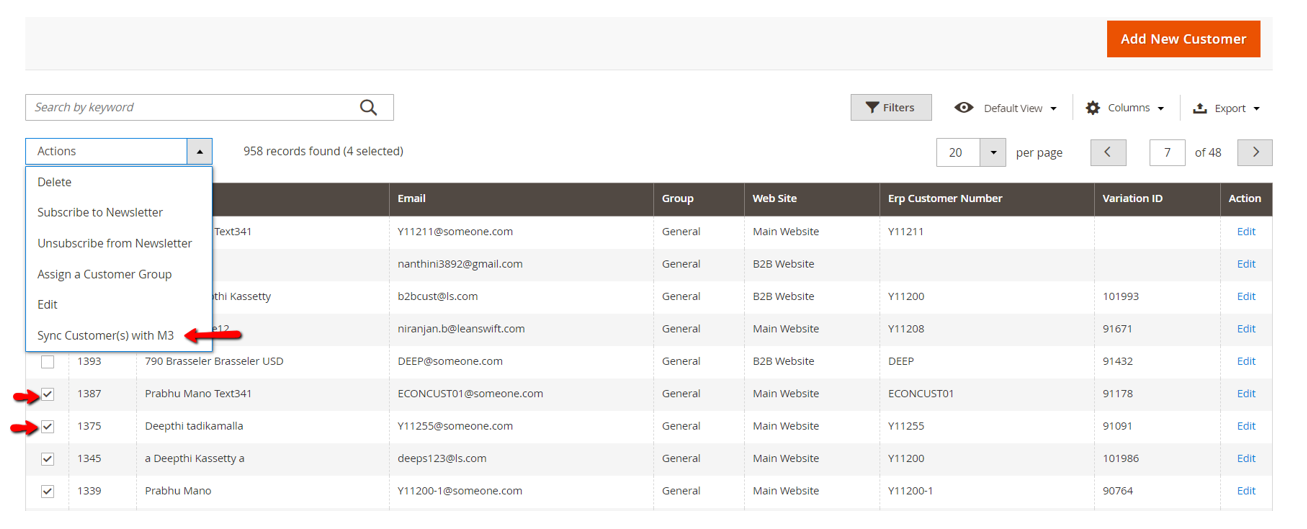 Add New Customer
Search by keyword
Filters Default View Columns Export
Actions 958 records found (4 selected) 20 per page 7 of 48
Delete
Subscribe to Newsletter
Unsubscribe from Newsletter
Assign a Customer Group
Edit
Sync Customer(s) with M3
Email Group Web Site Erp Customer Number Variation ID Action
Text341 Y11211@someone.com General Main Website Y11211 Edit
nanthini3892@gmail.com General B2B Website Edit
thi Kassetty b2bcust@ls.com General B2B Website Y11200 101993 Edit
e12 niranjan.b@leanswift.com General Main Website Y11208 91671 Edit
1393 790 Brasseler Brasseler USD DEEP@someone.com General B2B Website DEEP 91432 Edit
1387 Prabhu Mano Text341 ECONCUST01@someone.com General Main Website ECONCUST01 91178 Edit
1375 Deepthi tadikamalla Y11255@someone.com General Main Website Y11255 91091 Edit
1345 a Deepthi Kassetty a deeps123@ls.com General Main Website Y11200 101986 Edit
1339 Prabhu Mano Y11200-1@someone.com General Main Website Y11200-1 90764 Edit